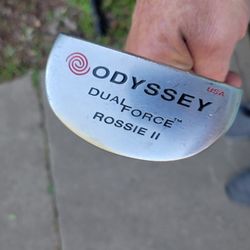 ODYSSEY
USA
DUAL FORCE™
ROSSIE II